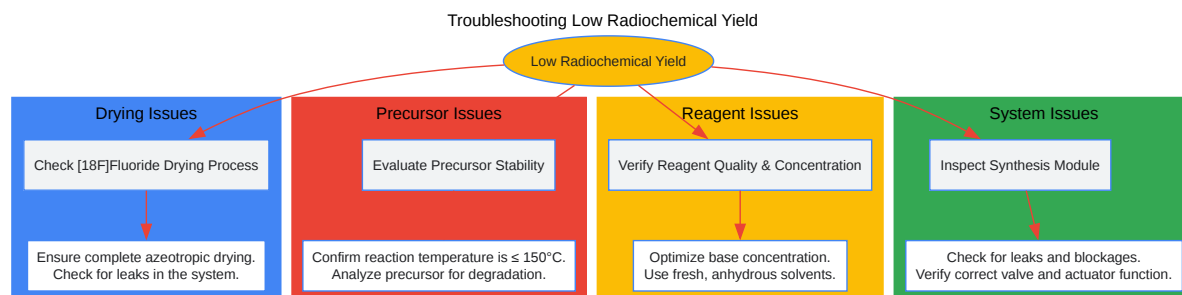 Troubleshooting Low Radiochemical Yield
Low Radiochemical Yield
Drying Issues
Check [18F]Fluoride Drying Process
Ensure complete azeotropic drying.
Check for leaks in the system.
Precursor Issues
Evaluate Precursor Stability
Confirm reaction temperature is ≤ 150°C.
Analyze precursor for degradation.
Reagent Issues
Verify Reagent Quality & Concentration
Optimize base concentration.
Use fresh, anhydrous solvents.
System Issues
Inspect Synthesis Module
Check for leaks and blockages.
Verify correct valve and actuator function.